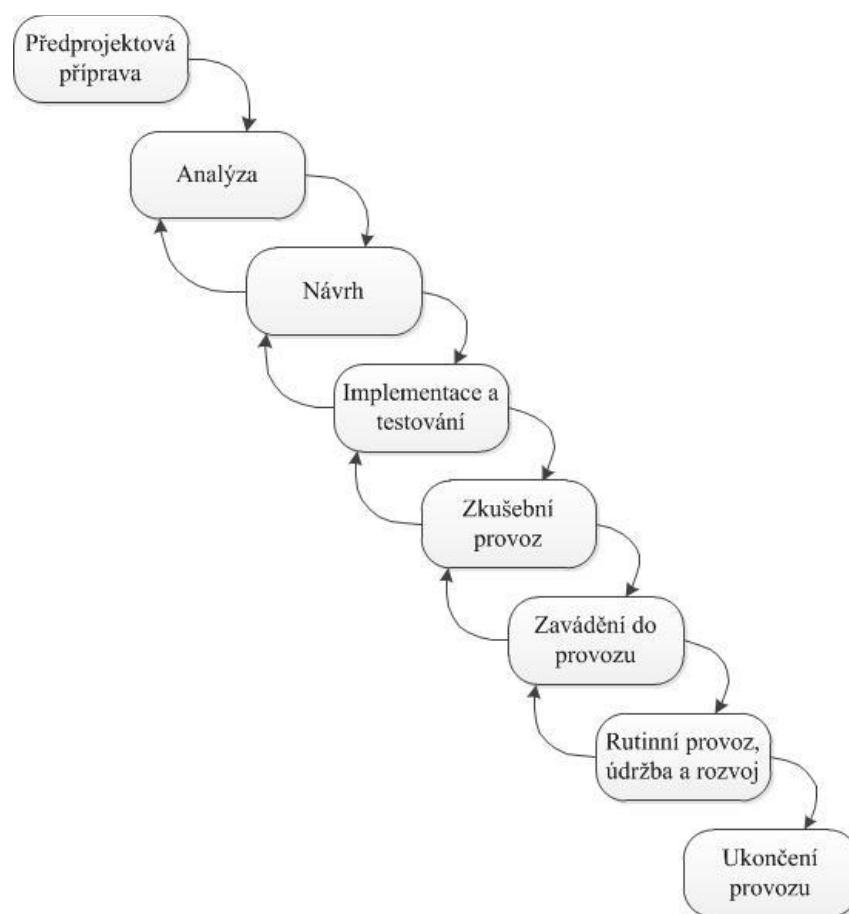 Předprojektová
příprava
Analýza
Návrh
Implementace a
testování
Zkušební
provoz
Zavádění do
provozu
Rutinní provoz,
údržba a rozvoj
Ukončení
provozu